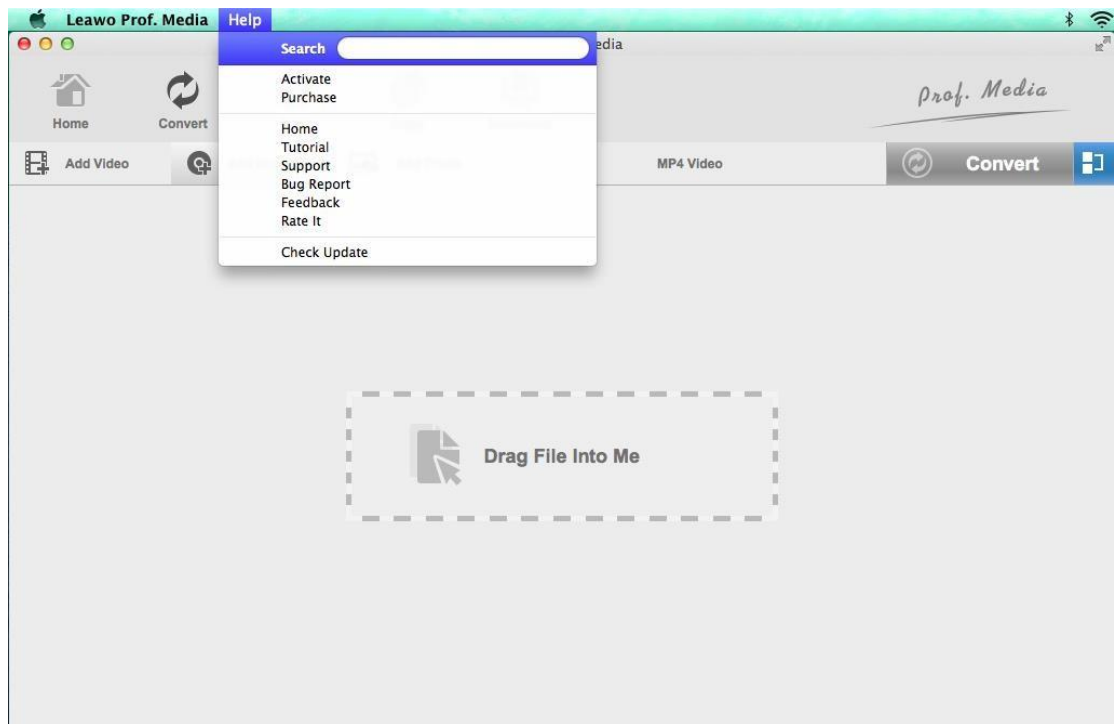 Leawo Prof. Media Help
Search
edia
Activate
Purchase
Home
Tutorial
Support
Bug Report
Feedback
Rate It
Check Update
Home
Convert
Prof. Media
Add Video
MP4 Video
Convert
Drag File Into Me